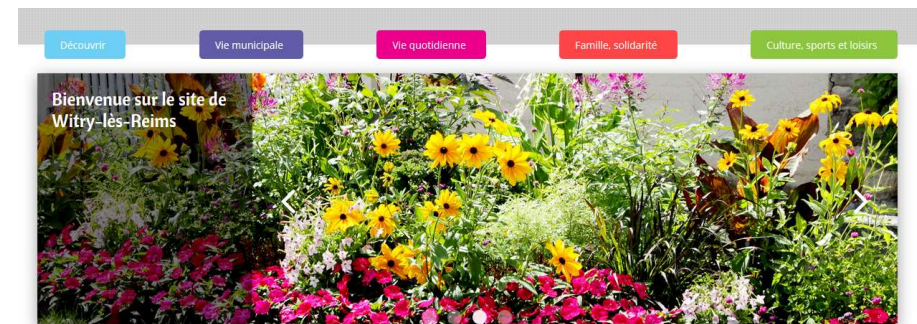 Découvrir
Vie municipale
Vie quotidienne
Famille, solidarité
Culture, sports et loisirs
Bienvenue sur le site de
Witry-lès-Reims